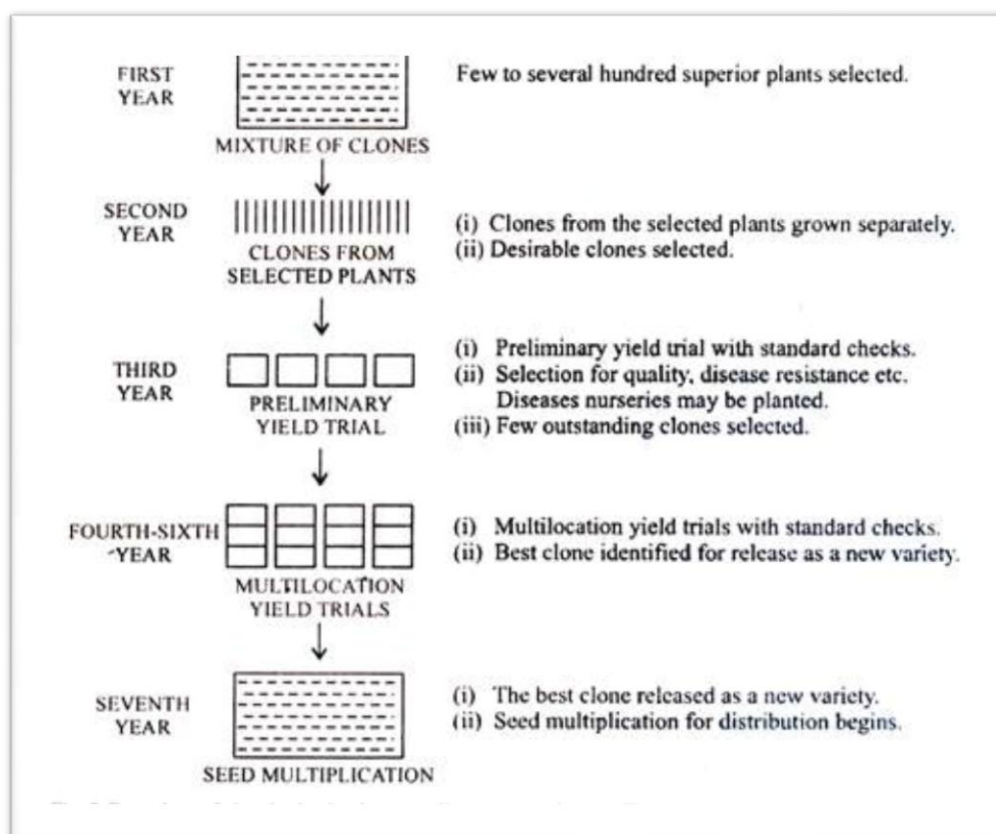 FIRST
YEAR
Few to several hundred superior plants selected.
MIXTURE OF CLONES
SECOND
YEAR
(i) Clones from the selected plants grown separately.
(ii) Desirable clones selected.
CLONES FROM
SELECTED PLANTS
THIRD
YEAR
(i) Preliminary yield trial with standard checks.
(ii) Selection for quality, disease resistance etc.
Diseases nurseries may be planted.
(iii) Few outstanding clones selected.
PRELIMINARY
YIELD TRIAL
FOURTH-SIXTH
YEAR
(i) Multilocation yield trials with standard checks.
(ii) Best clone identified for release as a new variety.
MULTILOCATION
YIELD TRIALS
SEVENTH
YEAR
(i) The best clone released as a new variety.
(ii) Seed multiplication for distribution begins.
SEED MULTIPLICATION